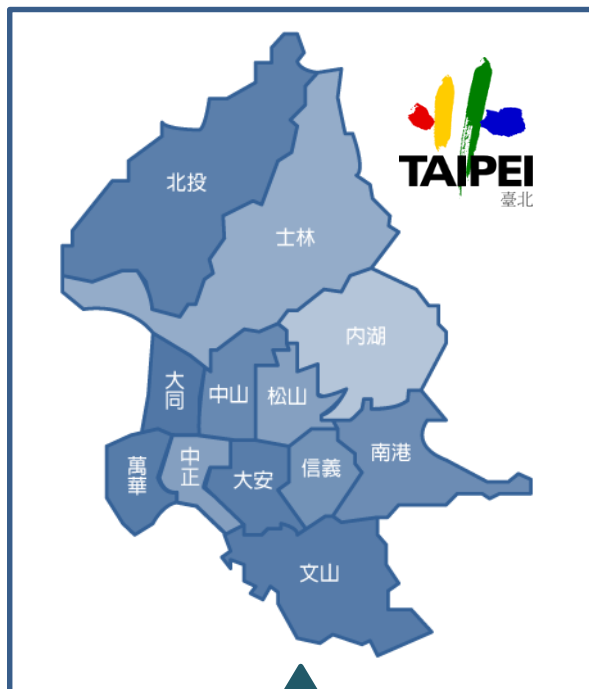 TAIPEI
臺北
北投
士林
內湖
大同
中山
松山
南港
信義
中正
大安
萬華
文山